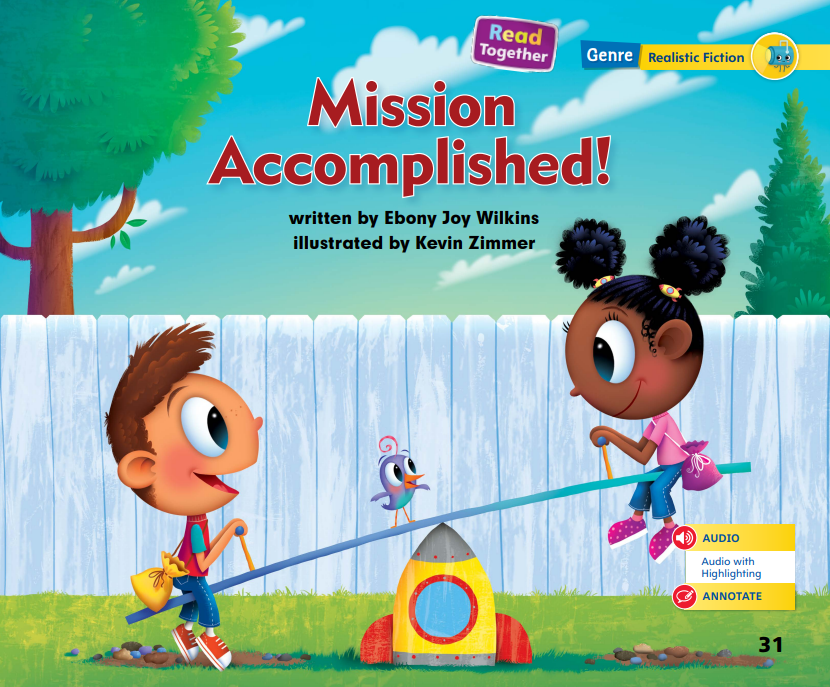 Read
Together
Genre Realistic Fiction
Mission
Accomplished!
written by Ebony Joy Wilkins
illustrated by Kevin Zimmer
AUDIO
Audio with
Highlighting
ANNOTATE
31